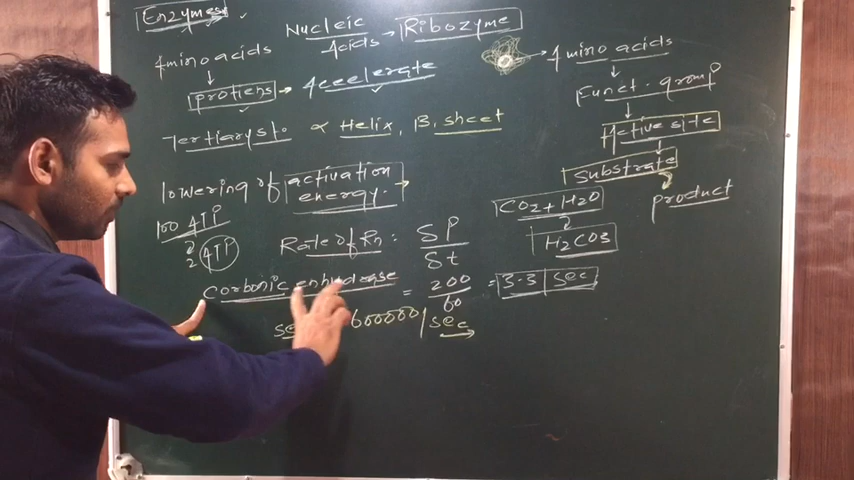 Enzymes
Nucleic Acids → Ribozyme
Amino acids
↓
Protiens → Accelerate
Tertiary st. α Helix, β sheet
lowering of activation energy. →
100 ATP
2 ATP
Rate of Rn : δP / δt
Carbonic enhydrase = 200 / 60 = 3.3 | sec
600000 / sec
→ Amino acids
↓
Funct. group
↓
Active site
↓
Substrate
product
CO2 + H2O
H2CO3